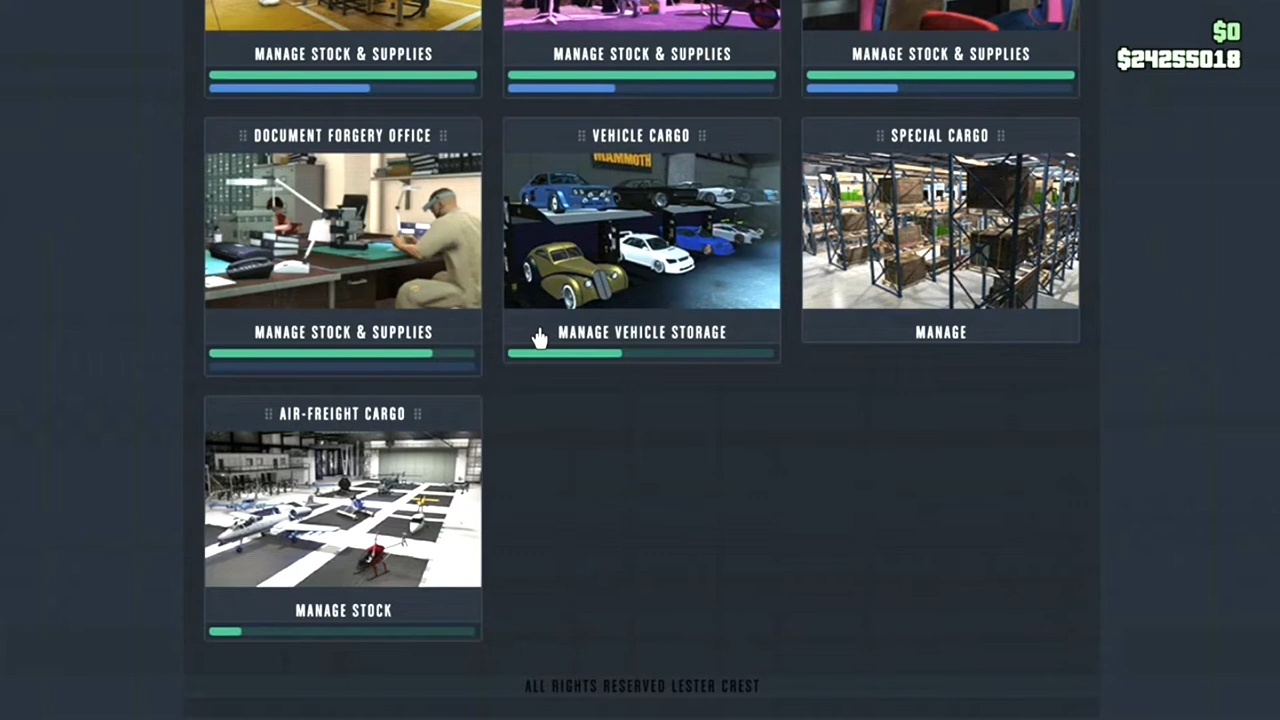 $0
$24255018
MANAGE STOCK & SUPPLIES
MANAGE STOCK & SUPPLIES
MANAGE STOCK & SUPPLIES
DOCUMENT FORGERY OFFICE
VEHICLE CARGO
SPECIAL CARGO
MAMMOTH
MANAGE STOCK & SUPPLIES
MANAGE VEHICLE STORAGE
MANAGE
AIR-FREIGHT CARGO
MANAGE STOCK
ALL RIGHTS RESERVED LESTER CREST